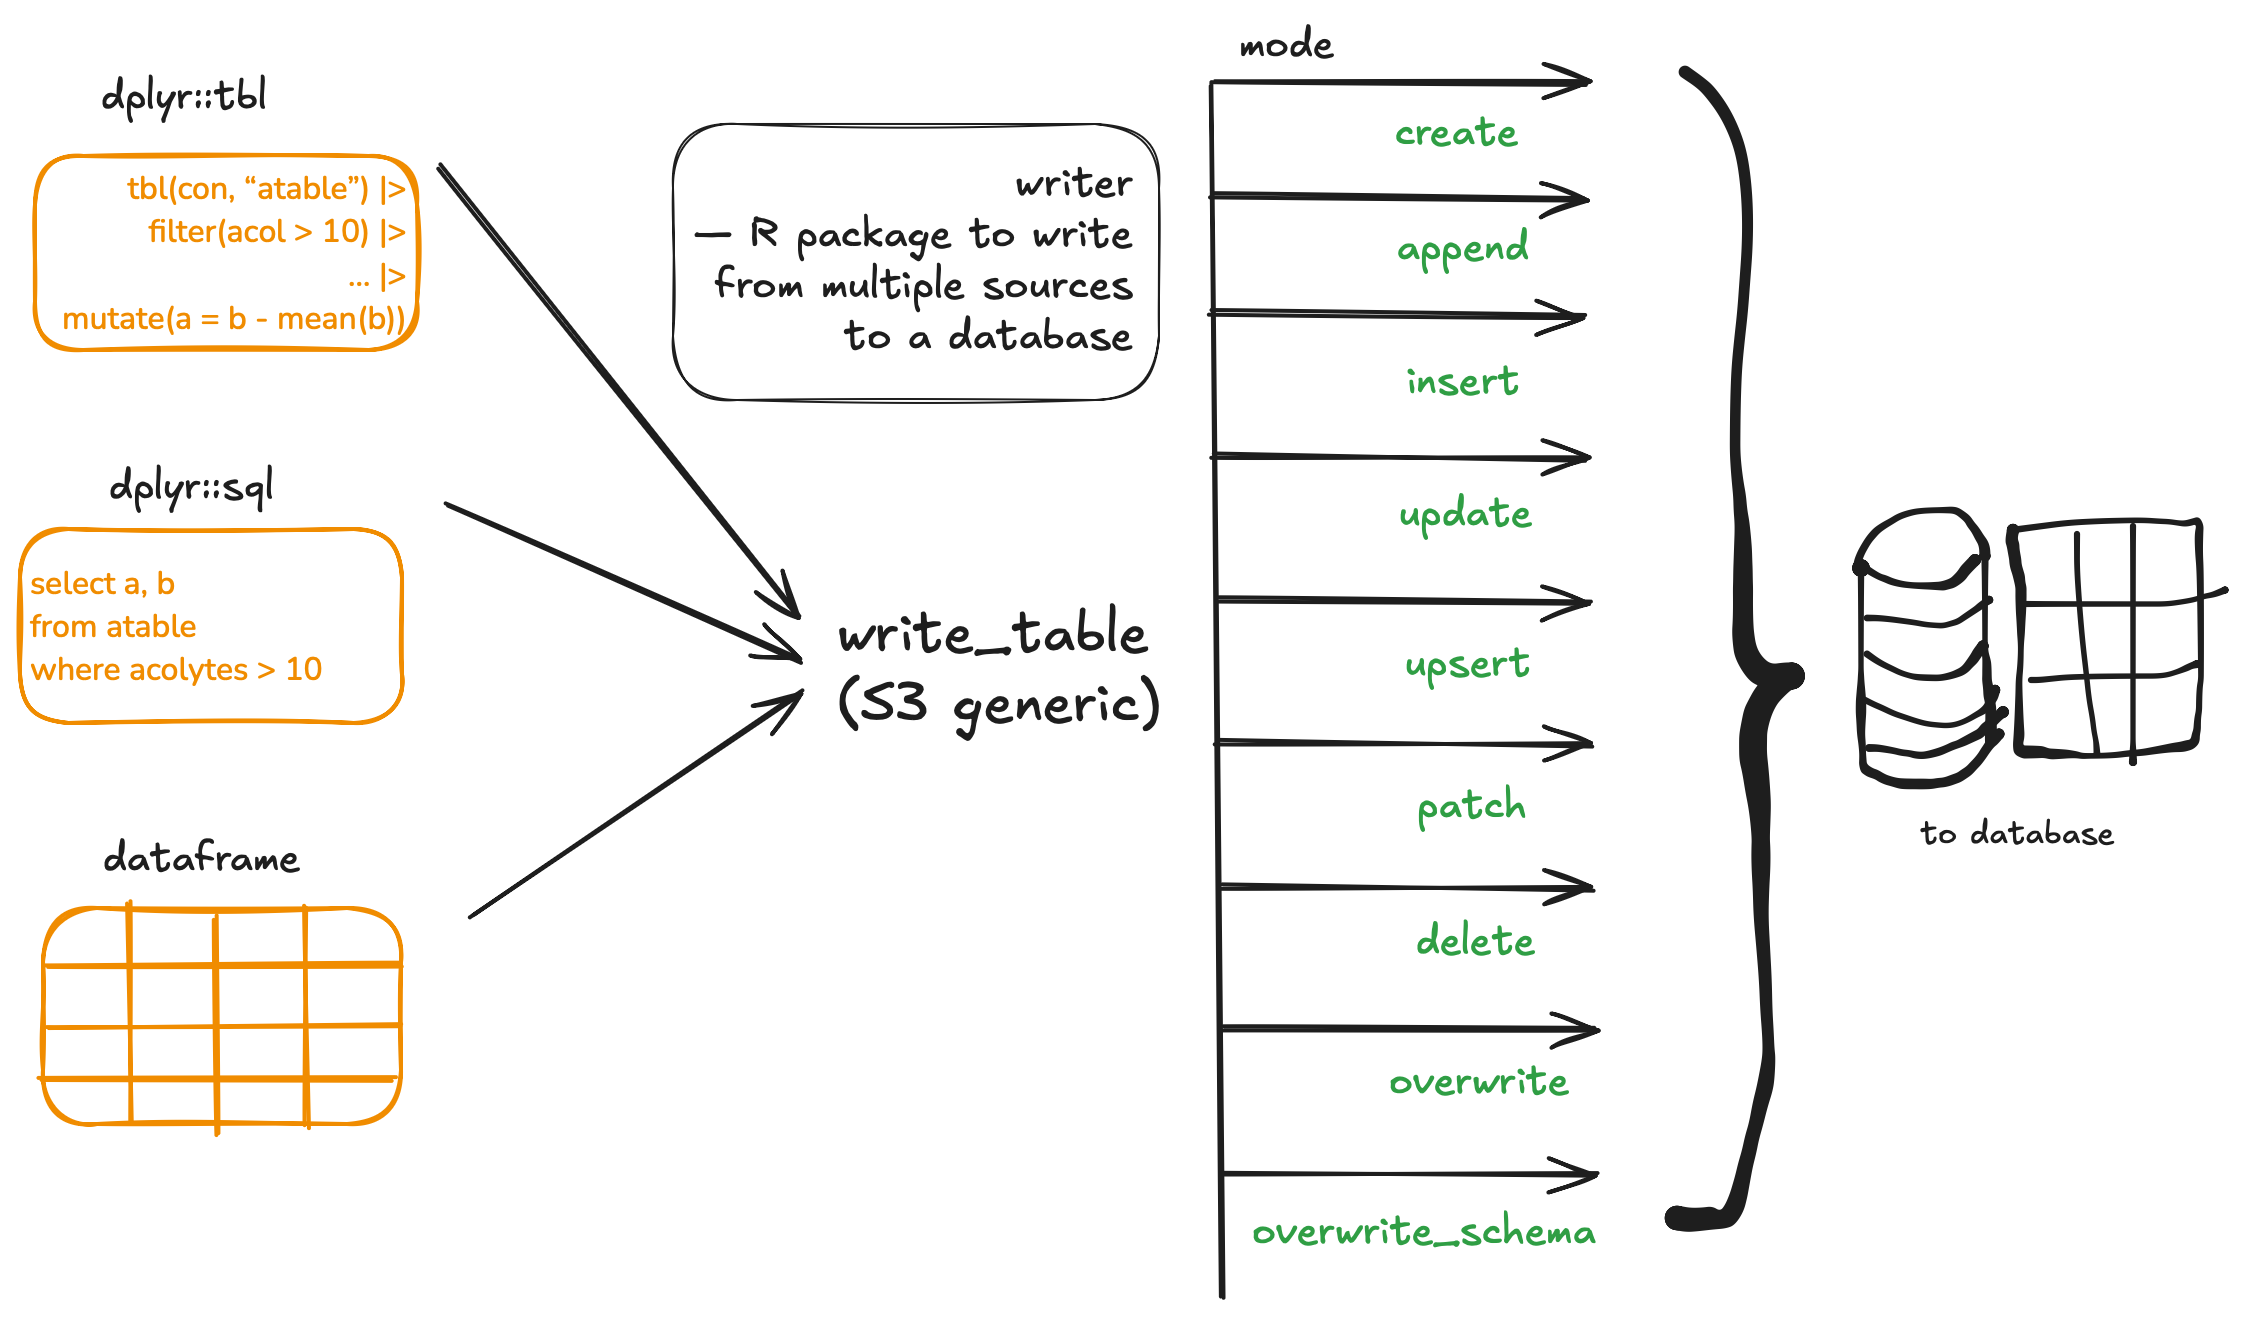 dplyr::tbl
tbl(con, “atable”) |>
filter(acol > 10) |>
... |>
mutate(a = b - mean(b))
dplyr::sql
select a, b
from atable
where acolytes > 10
dataframe
writer
— R package to write
from multiple sources
to a database
write_table
(S3 generic)
mode
create
append
insert
update
upsert
patch
delete
overwrite
overwrite_schema
to database